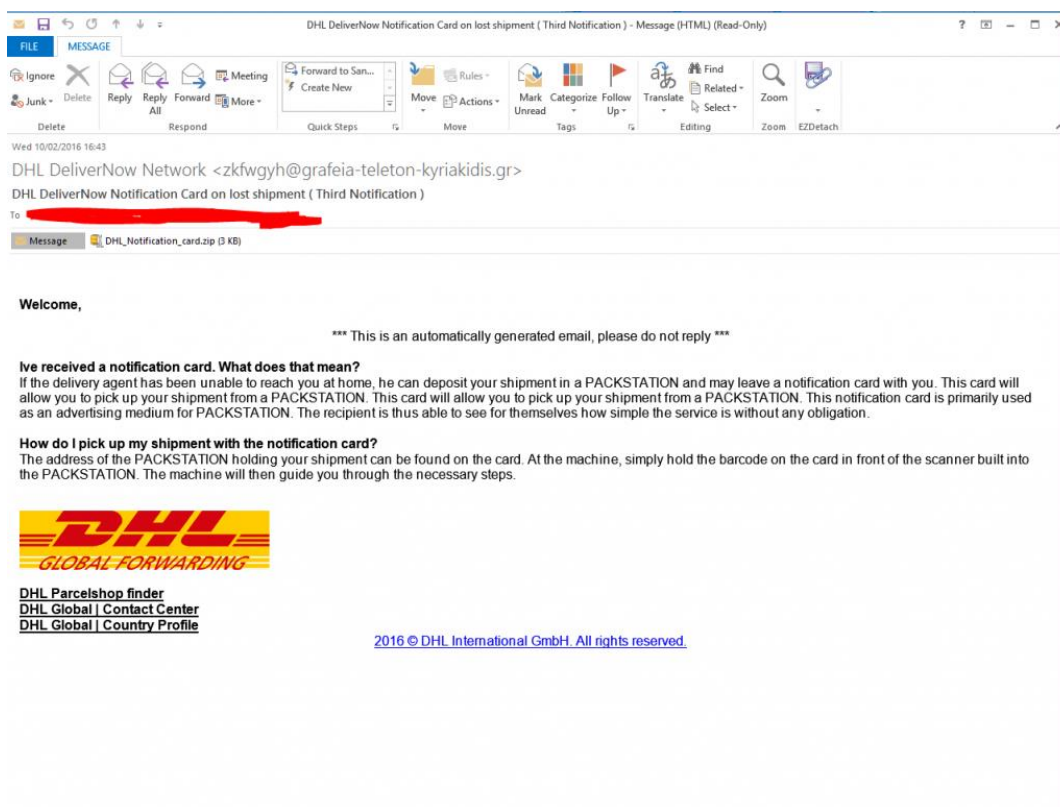 DHL DeliverNow Notification Card on lost shipment ( Third Notification ) - Message (HTML) (Read-Only)
FILE MESSAGE
Ignore
Junk
Delete
Reply
Reply All
Forward
Meeting
More
Forward to San...
Create New
Move
Rules
Actions
Mark Unread
Categorize
Follow Up
Translate
Find
Related
Select
Zoom
Delete Respond Quick Steps Move Tags Editing Zoom EZDetach
Wed 10/02/2016 16:43
DHL DeliverNow Network <zkfwgyh@grafeia-teleton-kyriakidis.gr>
DHL DeliverNow Notification Card on lost shipment ( Third Notification )
To
Message DHL_Notification_card.zip (3 KB)
Welcome,
*** This is an automatically generated email, please do not reply ***
Ive received a notification card. What does that mean?
If the delivery agent has been unable to reach you at home, he can deposit your shipment in a PACKSTATION and may leave a notification card with you. This card will
allow you to pick up your shipment from a PACKSTATION. This card will allow you to pick up your shipment from a PACKSTATION. This notification card is primarily used
as an advertising medium for PACKSTATION. The recipient is thus able to see for themselves how simple the service is without any obligation.
How do I pick up my shipment with the notification card?
The address of the PACKSTATION holding your shipment can be found on the card. At the machine, simply hold the barcode on the card in front of the scanner built into
the PACKSTATION. The machine will then guide you through the necessary steps.
DHL
GLOBAL FORWARDING
DHL Parcelshop finder
DHL Global | Contact Center
DHL Global | Country Profile
2016 © DHL International GmbH. All rights reserved.